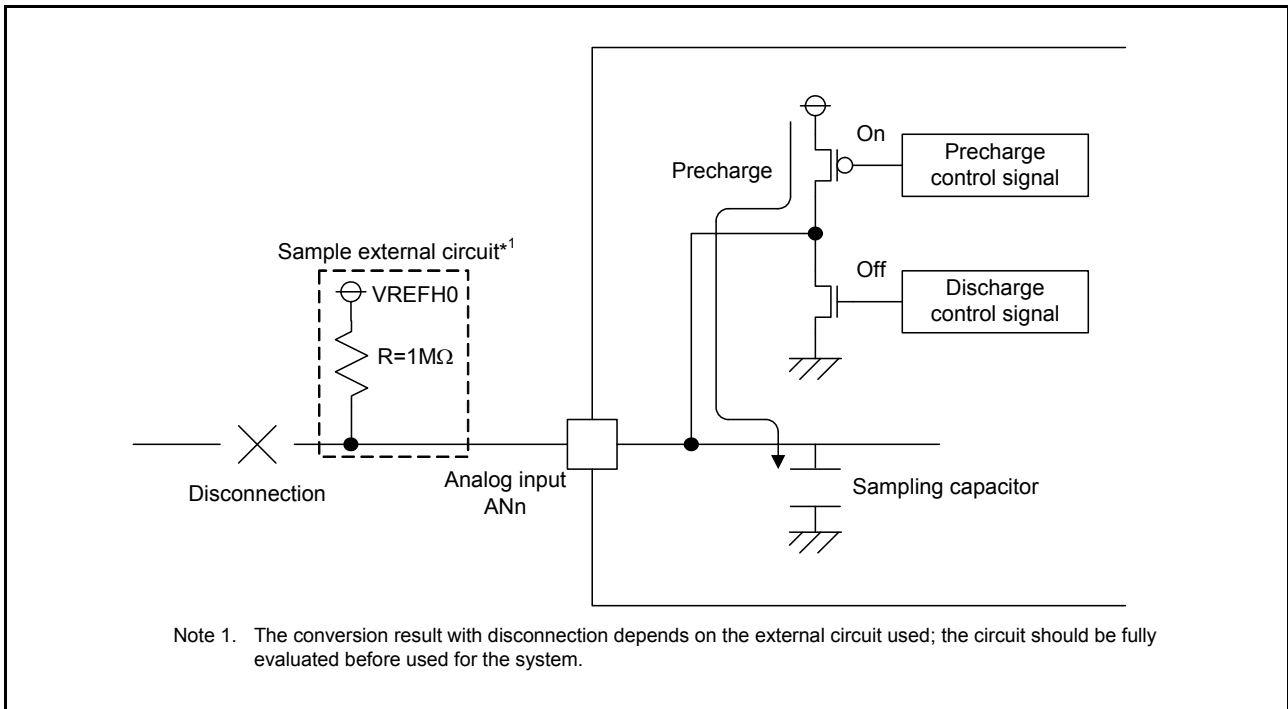 On
Precharge
control signal
Precharge
Sample external circuit*1
Off
Discharge
control signal
VREFH0
R=1MΩ
Analog input
ANn
Disconnection
Sampling capacitor
Note 1. The conversion result with disconnection depends on the external circuit used; the circuit should be fully
evaluated before used for the system.